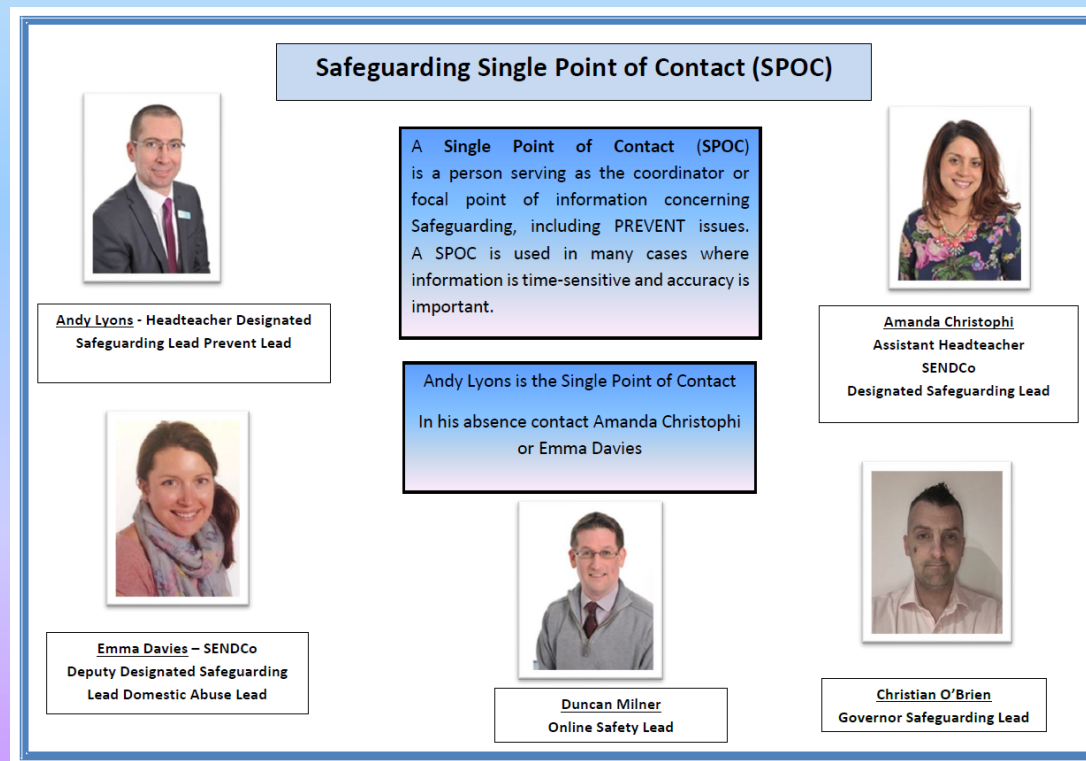 Safeguarding Single Point of Contact (SPOC)
A Single Point of Contact (SPOC)
is a person serving as the coordinator or
focal point of information concerning
Safeguarding, including PREVENT issues.
A SPOC is used in many cases where
information is time-sensitive and accuracy is
important.
Andy Lyons - Headteacher Designated
Safeguarding Lead Prevent Lead
Amanda Christophi
Assistant Headteacher
SENDCo
Designated Safeguarding Lead
Andy Lyons is the Single Point of Contact
In his absence contact Amanda Christophi
or Emma Davies
Emma Davies – SENDCo
Deputy Designated Safeguarding
Lead Domestic Abuse Lead
Duncan Milner
Online Safety Lead
Christian O’Brien
Governor Safeguarding Lead